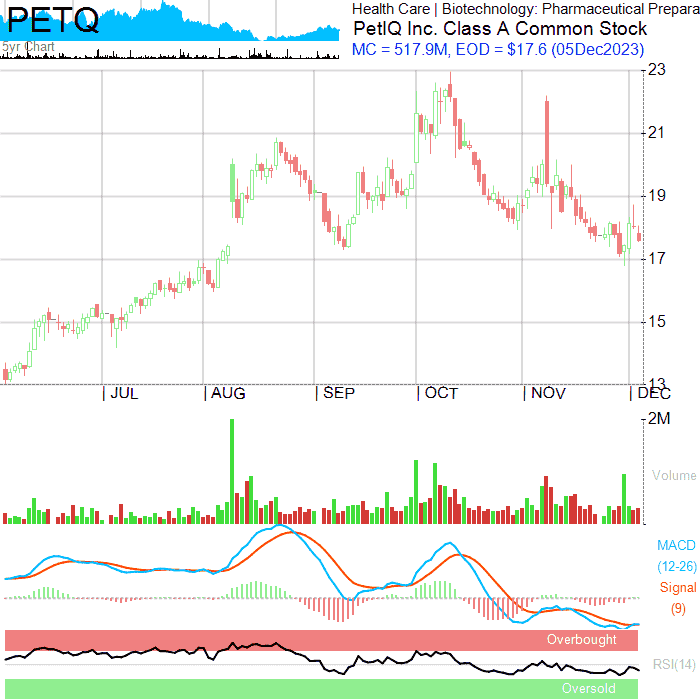 PETQ
5yr Chart
Health Care | Biotechnology: Pharmaceutical Prepara
PetIQ Inc. Class A Common Stock
MC = 517.9M, EOD = $17.6 (05Dec2023)
23
21
19
17
15
13
JUL
AUG
SEP
OCT
NOV
DEC
2M
Volume
MACD
(12-26)
Signal
(9)
Overbought
RSI(14)
Oversold